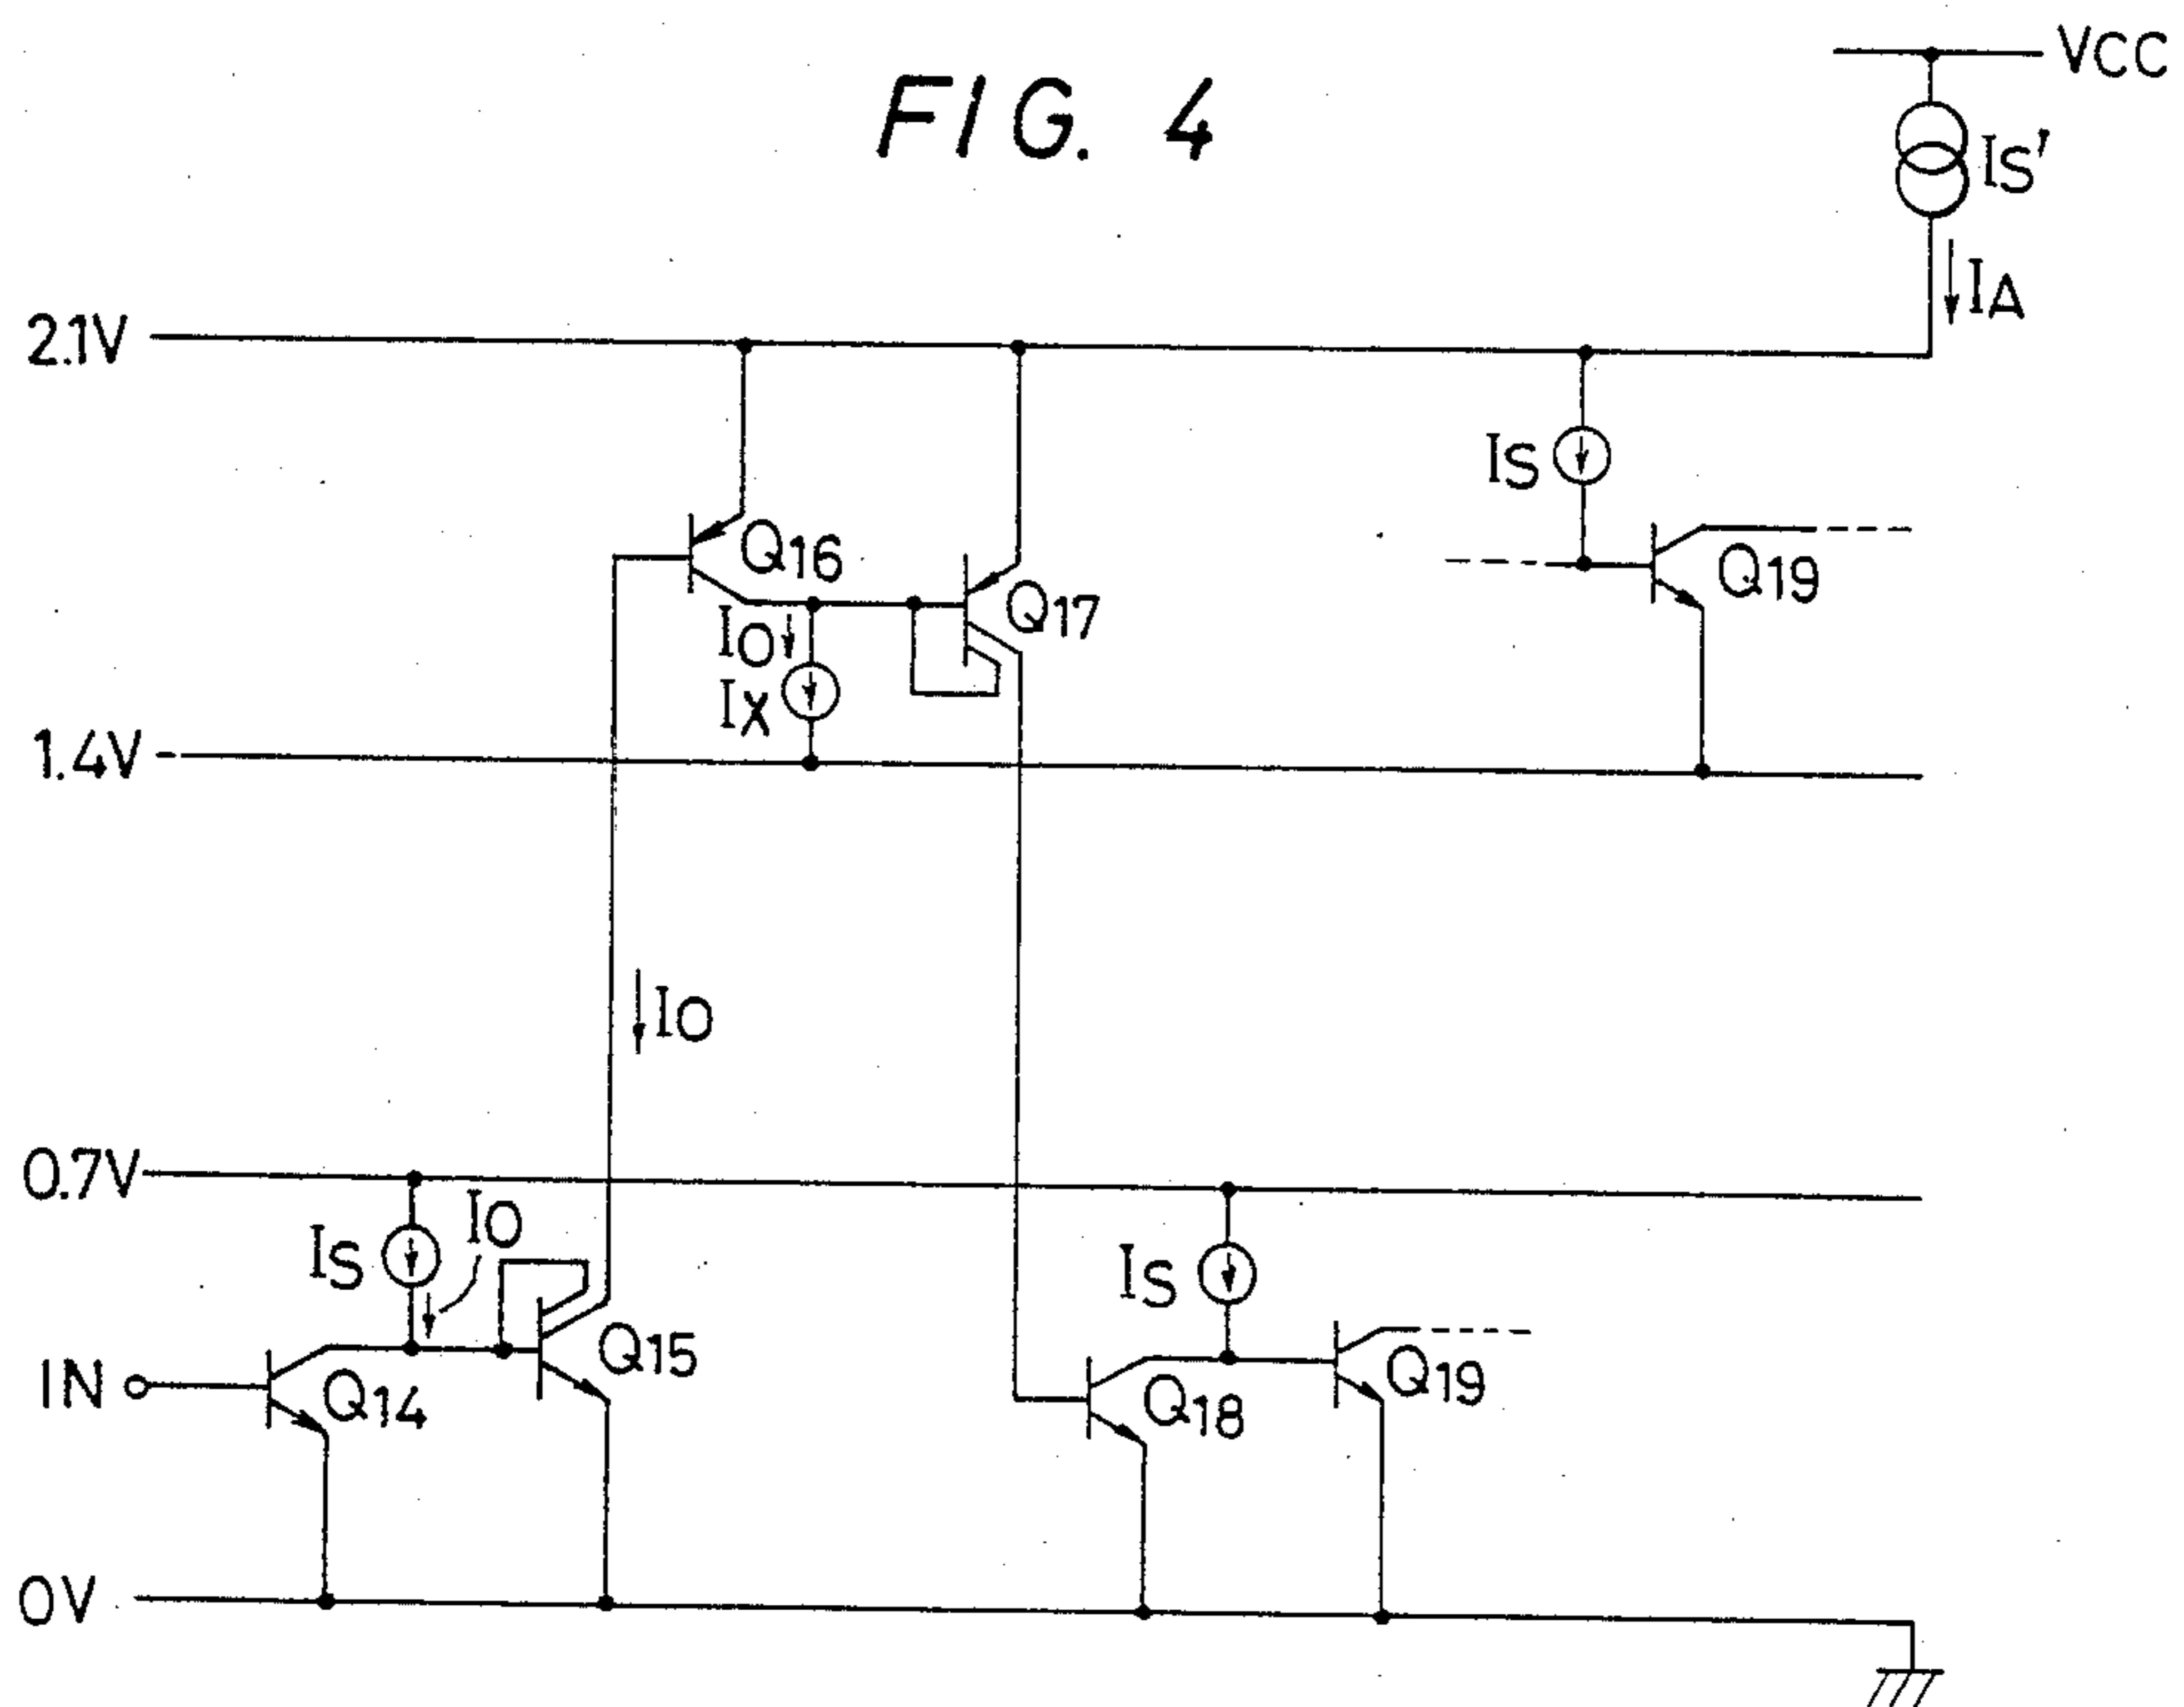 FIG. 4
VCC
IS'
IA
2.1V
IS
Q16
Q19
Q17
IO
IX
1.4V
IO
0.7V
IO
IS
IS
Q15
IN
Q14
Q18
Q19
0V